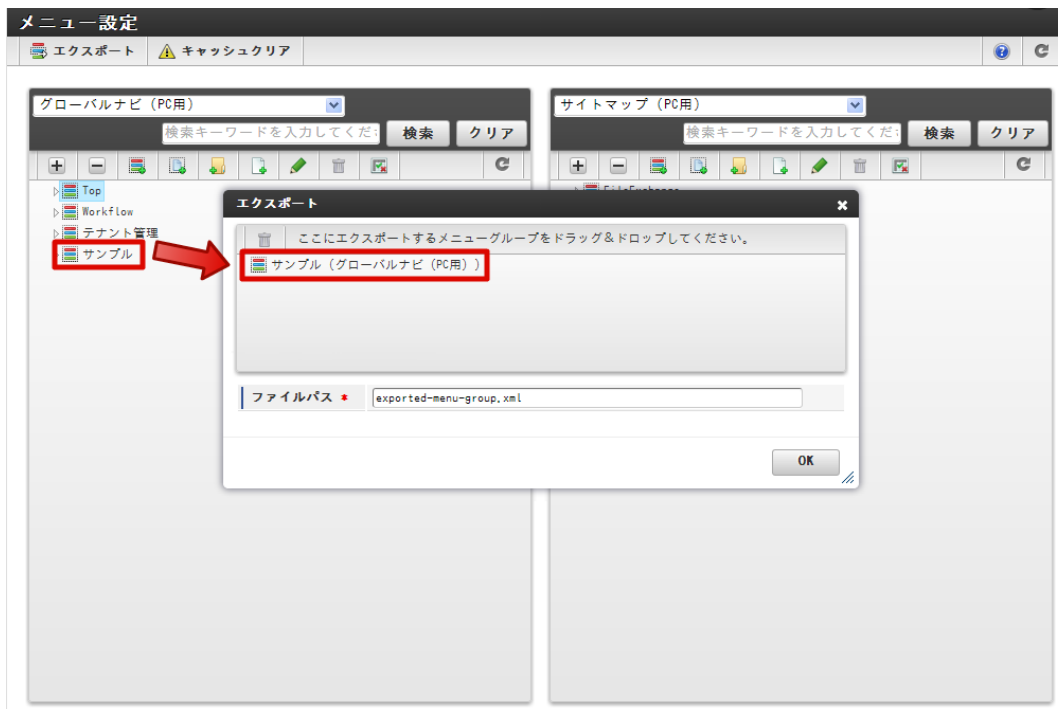 メニュー設定
エクスポート キャッシュクリア
グローバルナビ（PC用）
検索キーワードを入力してくだ 検索 クリア
Top
Workflow
テナント管理
サンプル
サイトマップ（PC用）
検索キーワードを入力してくだ 検索 クリア
FileExchange
エクスポート
ここにエクスポートするメニューグループをドラッグ＆ドロップしてください。
サンプル（グローバルナビ（PC用））
ファイルパス * exported-menu-group.xml
OK